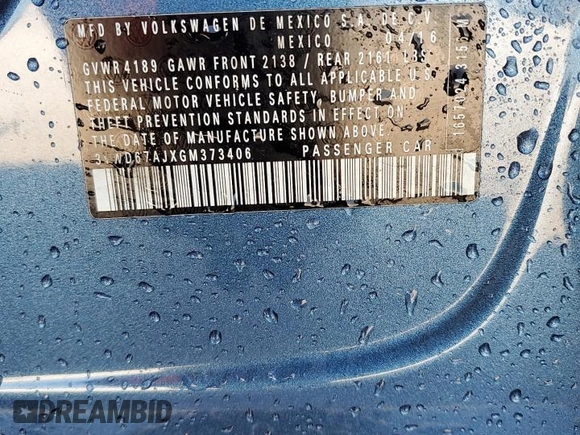 MFD BY VOLKSWAGEN DE MEXICO S.A. DE C.V.
MEXICO 04/16
GVWR4189 GAWR FRONT 2138 / REAR 2161 LBS
THIS VEHICLE CONFORMS TO ALL APPLICABLE
FEDERAL MOTOR VEHICLE SAFETY, BUMPER AND
THEFT PREVENTION STANDARDS IN EFFECT ON
THE DATE OF MANUFACTURE SHOWN ABOVE
PASSENGER CAR
DREAMBID